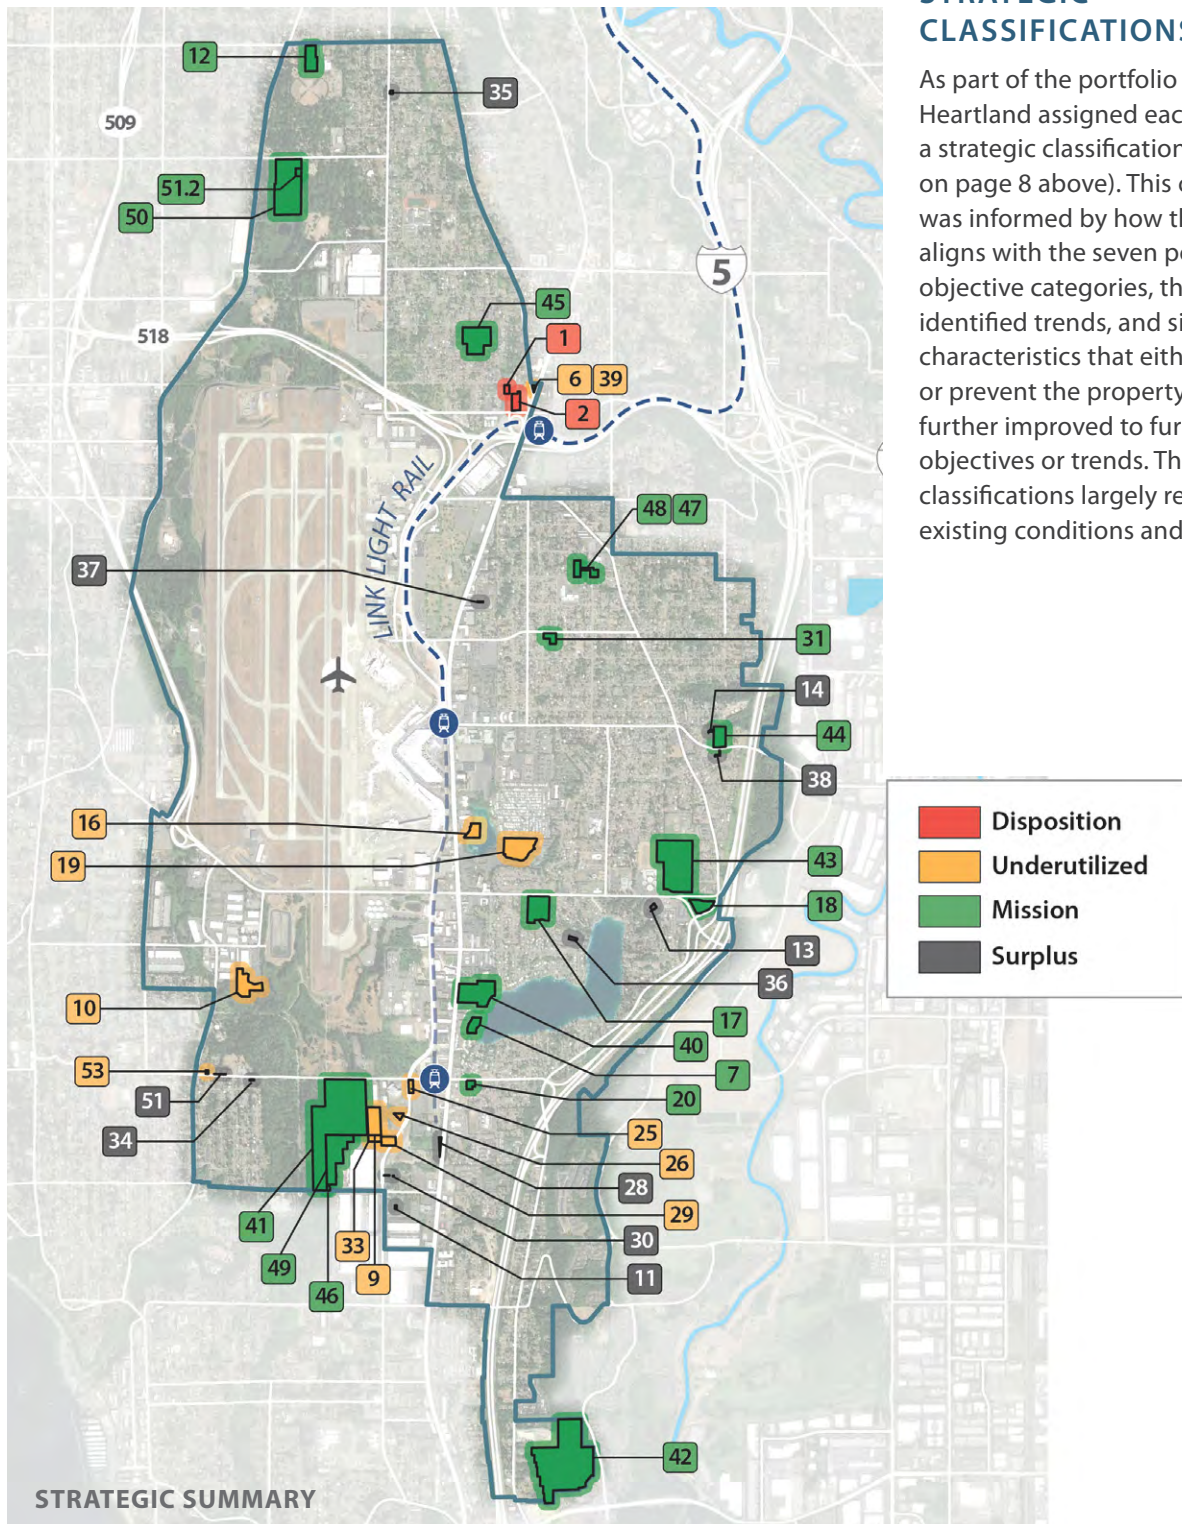 STRATEGIC
CLASSIFICATIONS
As part of the portfolio
Heartland assigned eac
a strategic classification
on page 8 above). This c
was informed by how th
aligns with the seven po
objective categories, th
identified trends, and si
characteristics that eith
or prevent the property
further improved to fur
objectives or trends. Th
classifications largely re
existing conditions and
12
35
509
51.2
50
5
45
518
1
6
39
2
LINK LIGHT RAIL
48
47
37
31
14
44
38
16
19
43
18
13
36
10
17
40
7
53
51
20
34
25
26
28
29
41
33
30
49
9
11
46
42
Disposition
Underutilized
Mission
Surplus
STRATEGIC SUMMARY